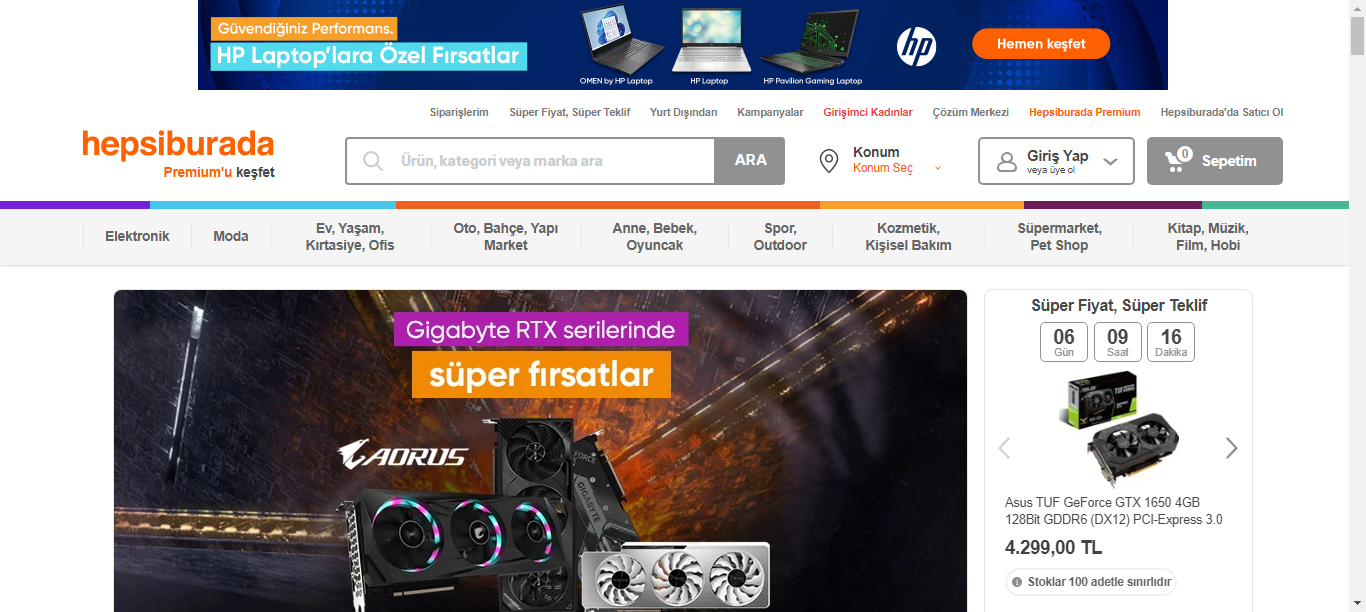 Güvendiğiniz Performans.
HP Laptop'lara Özel Fırsatlar
OMEN by HP Laptop
HP Laptop
HP Pavilion Gaming Laptop
hp
Hemen keşfet
Siparişlerim
Süper Fiyat, Süper Teklif
Yurt Dışından
Kampanyalar
Girişimci Kadınlar
Çözüm Merkezi
Hepsiburada Premium
Hepsiburada'da Satıcı Ol
hepsiburada
Premium'u keşfet
Ürün, kategori veya marka ara
ARA
Konum
Konum Seç
Giriş Yap
veya üye ol
0
Sepetim
Elektronik
Moda
Ev, Yaşam,
Kırtasiye, Ofis
Oto, Bahçe, Yapı
Market
Anne, Bebek,
Oyuncak
Spor,
Outdoor
Kozmetik,
Kişisel Bakım
Süpermarket,
Pet Shop
Kitap, Müzik,
Film, Hobi
Gigabyte RTX serilerinde
süper fırsatlar
AORUS
GIGABYTE
Süper Fiyat, Süper Teklif
06 09 16
Gün Saat Dakika
Asus TUF GeForce GTX 1650 4GB
128Bit GDDR6 (DX12) PCI-Express 3.0
4.299,00 TL
Stoklar 100 adetle sınırlıdır